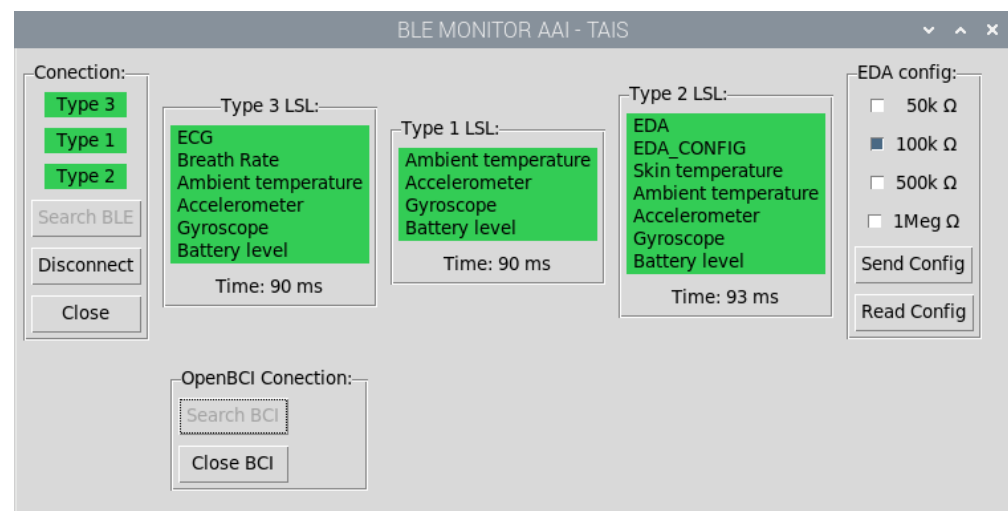 BLE MONITOR AAI - TAIS
Conection:
Type 3
Type 1
Type 2
Search BLE
Disconnect
Close
Type 3 LSL:
ECG
Breath Rate
Ambient temperature
Accelerometer
Gyroscope
Battery level
Time: 90 ms
Type 1 LSL:
Ambient temperature
Accelerometer
Gyroscope
Battery level
Time: 90 ms
Type 2 LSL:
EDA
EDA_CONFIG
Skin temperature
Ambient temperature
Accelerometer
Gyroscope
Battery level
Time: 93 ms
EDA config:
50k Ω
100k Ω
500k Ω
1Meg Ω
Send Config
Read Config
OpenBCI Conection:
Search BCI
Close BCI